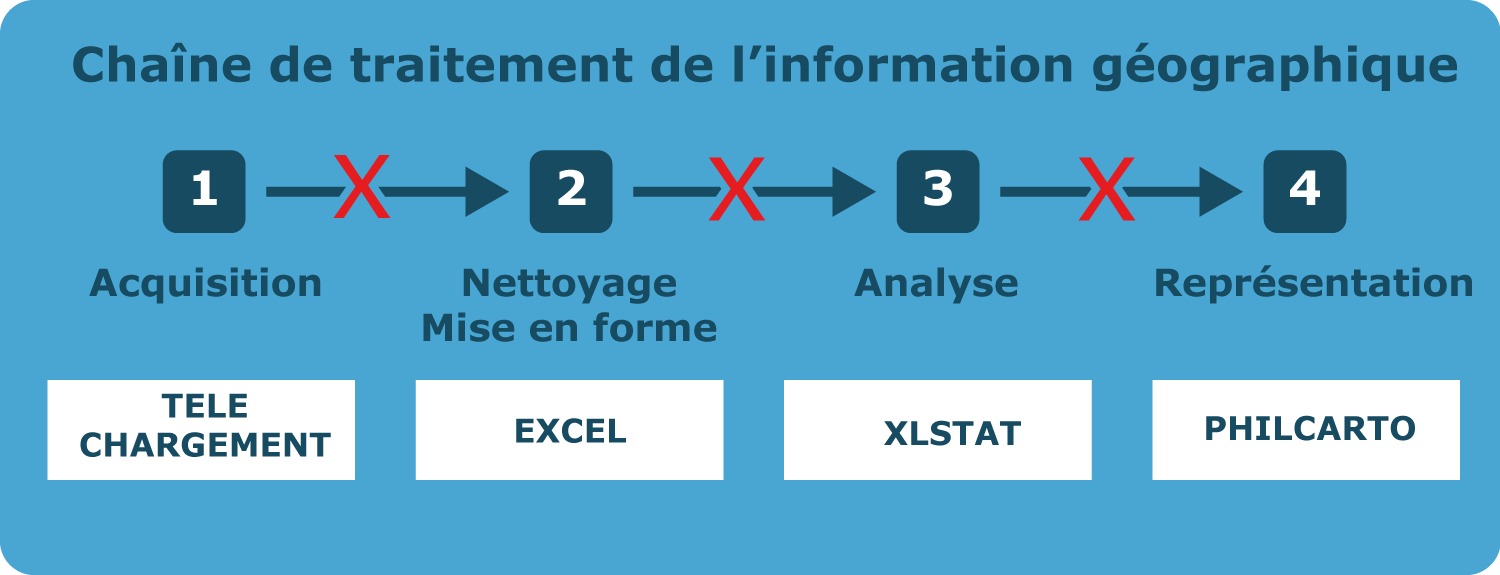 Chaîne de traitement de l’information géographique
1 X 2 X 3 X 4
Acquisition
Nettoyage
Mise en forme
Analyse
Représentation
TELE
CHARGEMENT
EXCEL
XLSTAT
PHILCARTO